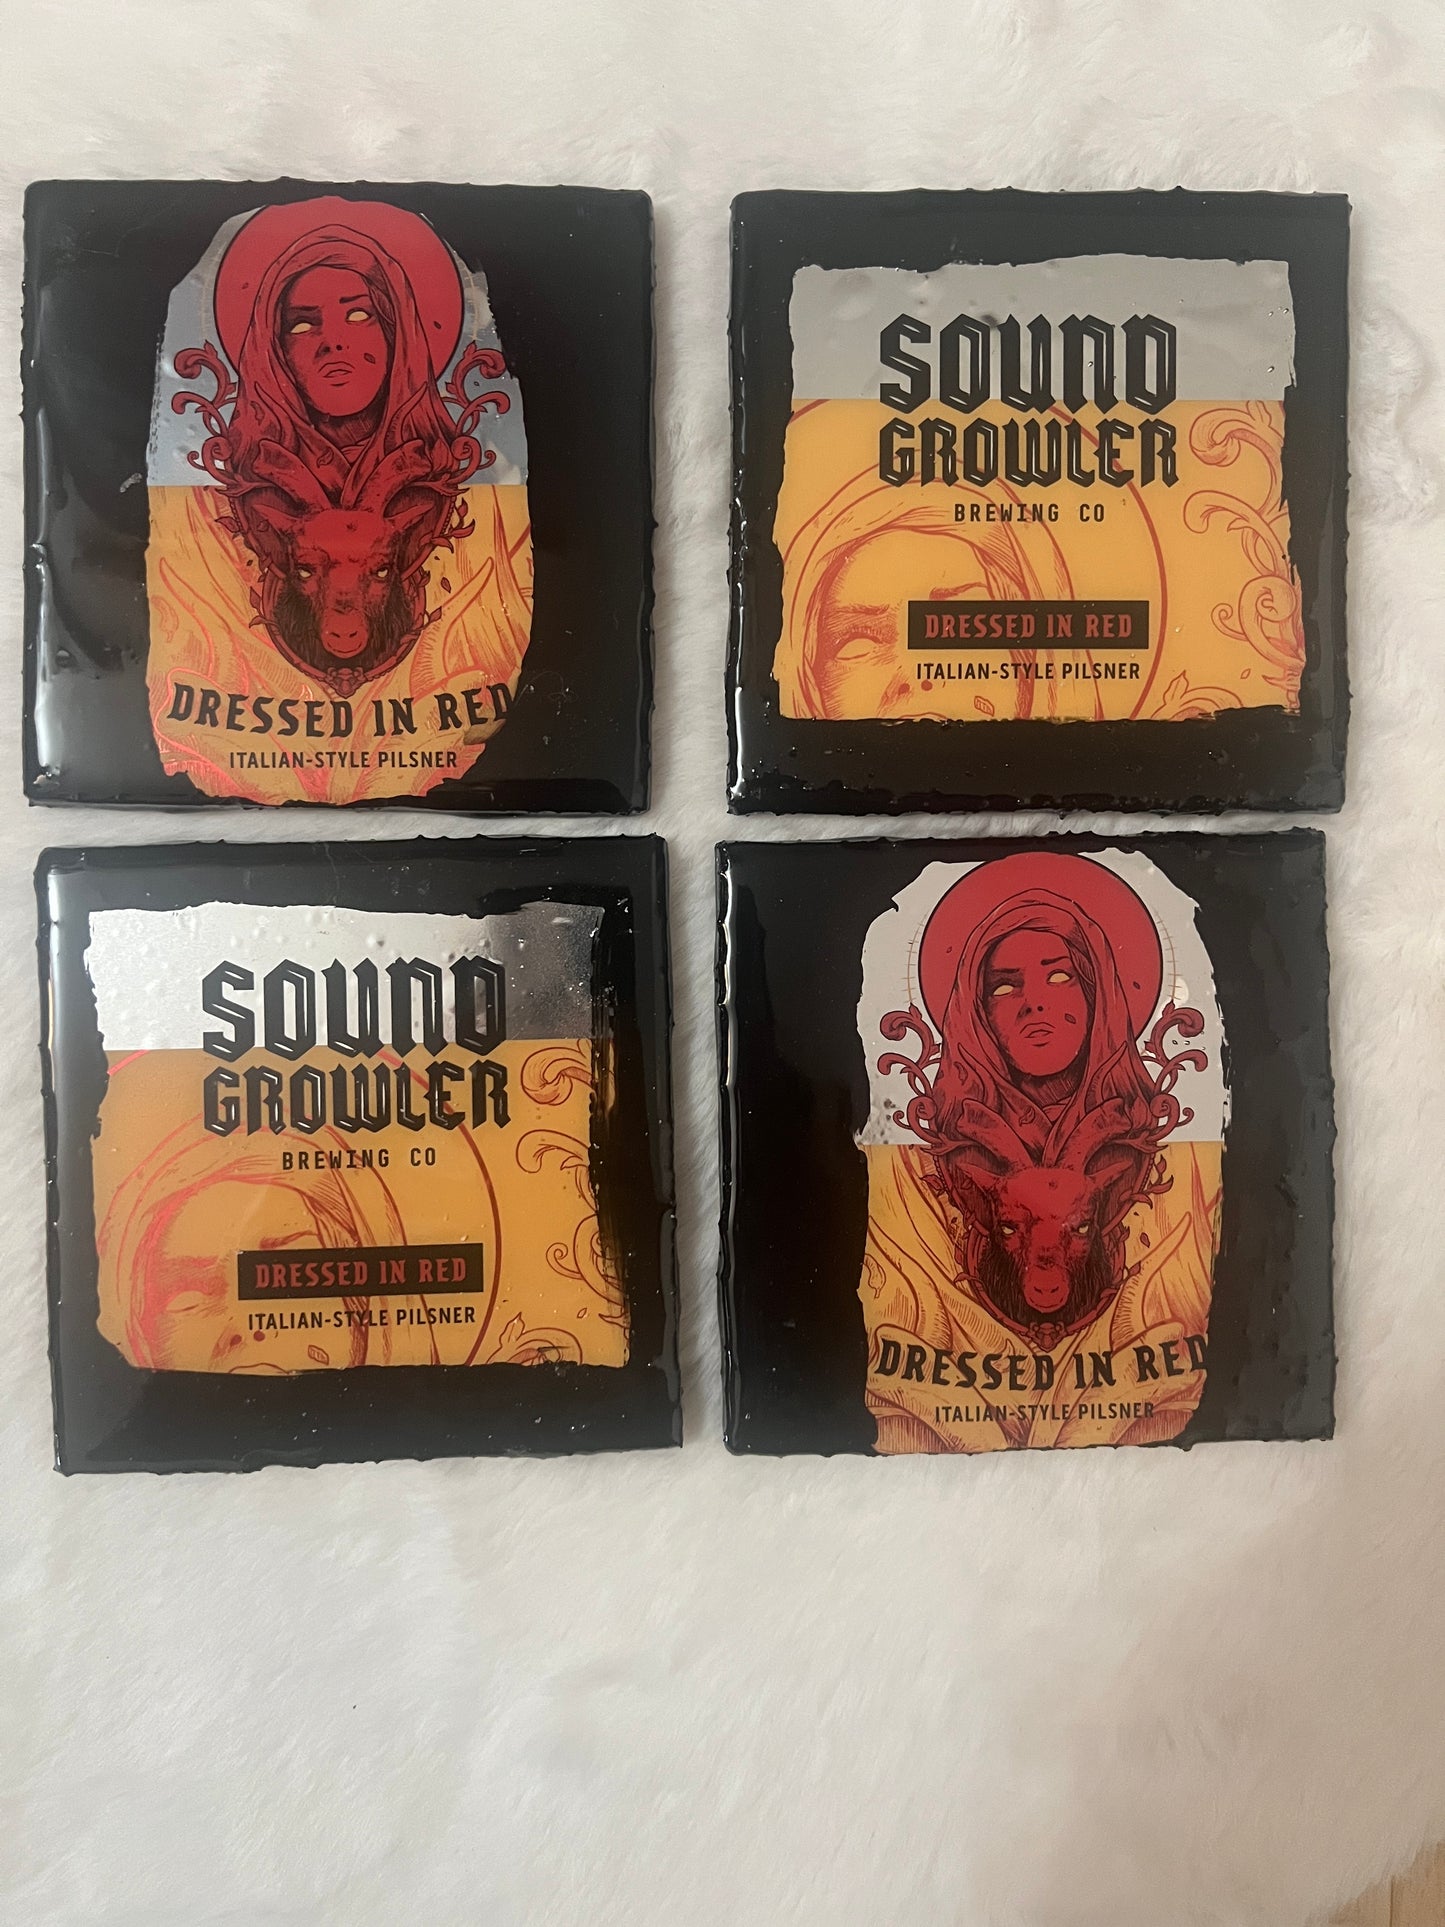 DRESSED IN RED
ITALIAN-STYLE PILSNER
SOUND
GROWLER
BREWING CO
DRESSED IN RED
ITALIAN-STYLE PILSNER
SOUND
GROWLER
BREWING CO
DRESSED IN RED
ITALIAN-STYLE PILSNER
DRESSED IN RED
ITALIAN-STYLE PILSNER